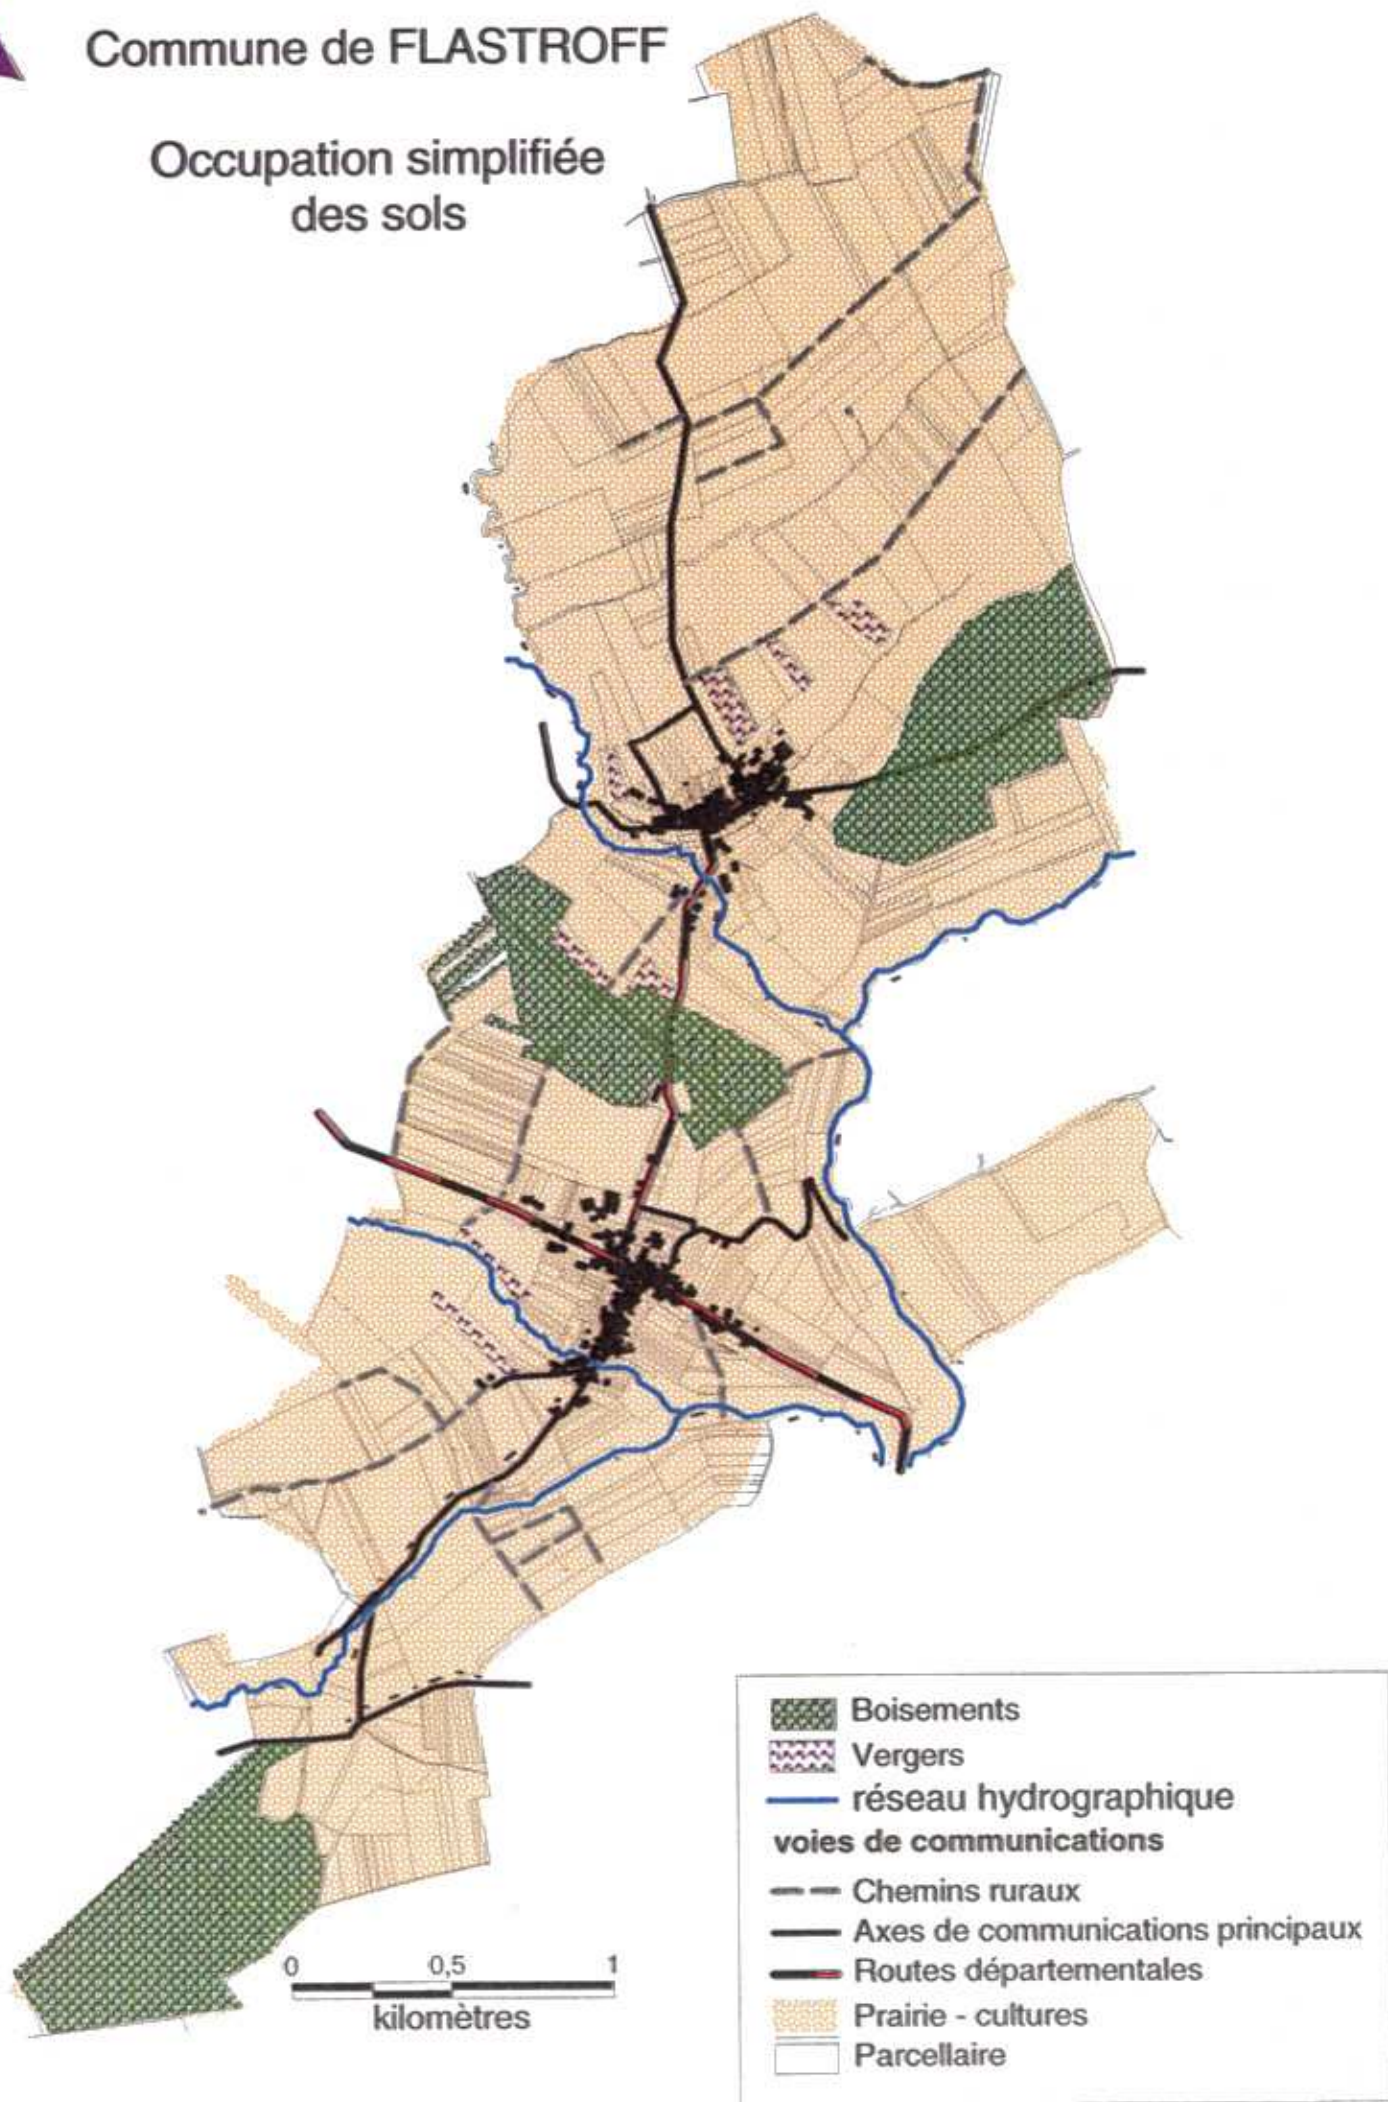 Commune de FLASTROFF
Occupation simplifiée
des sols
Boisements
Vergers
réseau hydrographique
voies de communications
Chemins ruraux
Axes de communications principaux
Routes départementales
Prairie - cultures
Parcellaire
0 0,5 1
kilomètres